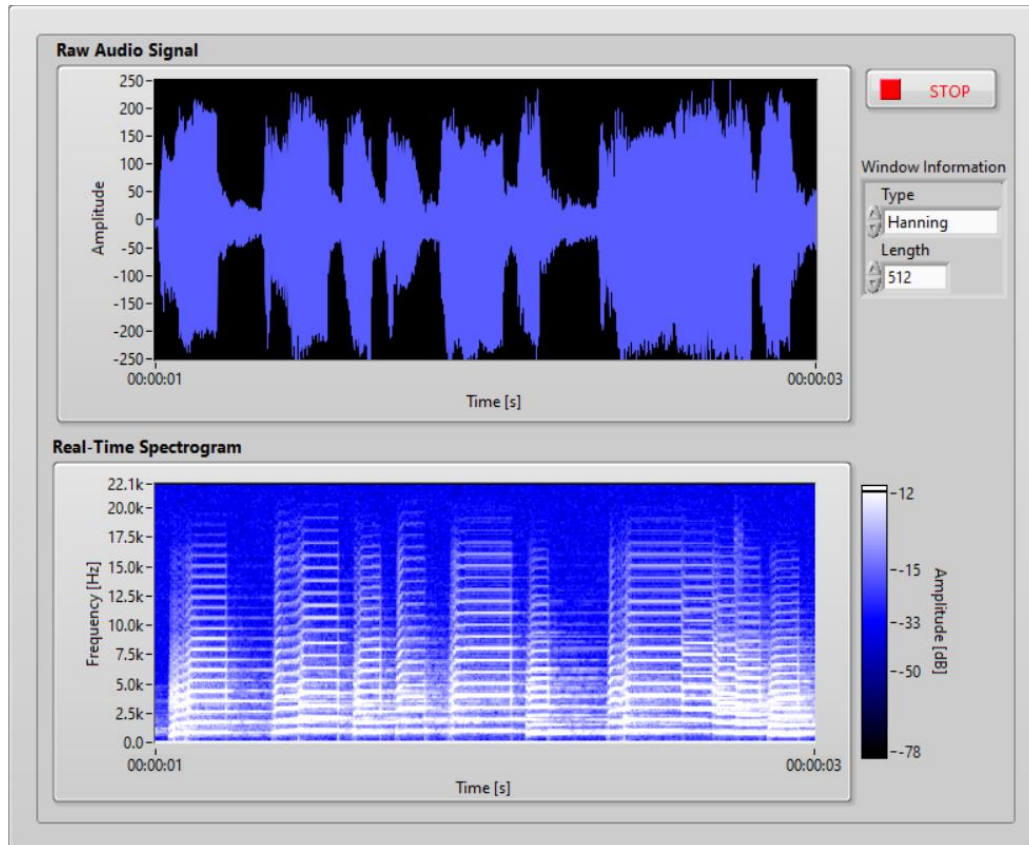 Raw Audio Signal
250
200
150
100
50
0
-50
-100
-150
-200
-250
Amplitude
00:00:01
00:00:03
Time [s]
STOP
Window Information
Type
Hanning
Length
512
Real-Time Spectrogram
22.1k
20.0k
17.5k
15.0k
12.5k
10.0k
7.5k
5.0k
2.5k
0.0
Frequency [Hz]
00:00:01
00:00:03
Time [s]
-12
-15
-33
-50
-78
Amplitude [dB]